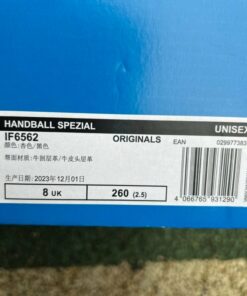 HANDBALL SPEZIAL UNISEX
IF6562 ORIGINALS EAN 029977383
颜色:杏色/黑色
帮面材质:牛剖层革/牛皮头层革
生产日期: 2023年12月01日
8 UK 260 (2.5)
4 066765 931290